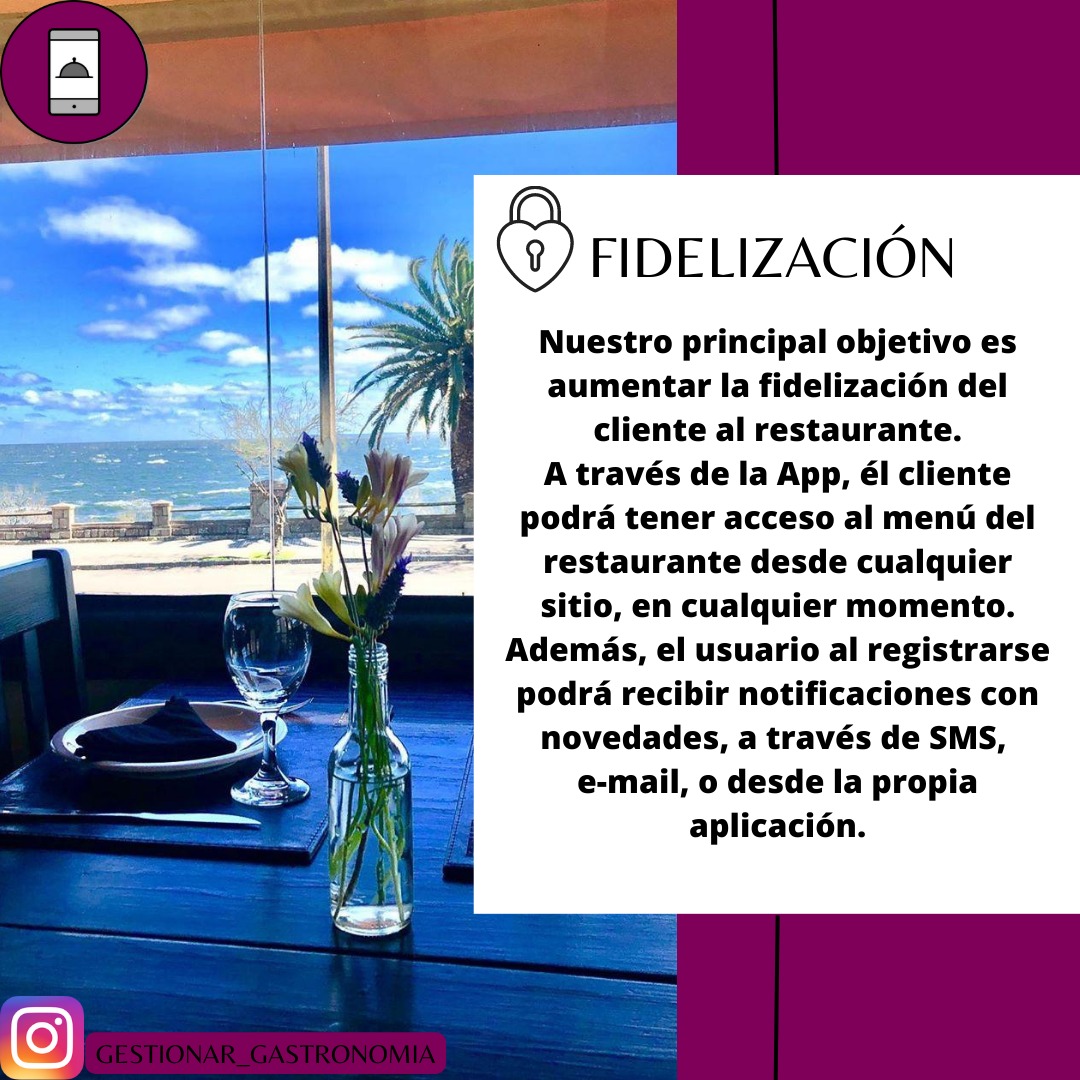 FIDELIZACIÓN
Nuestro principal objetivo es
aumentar la fidelización del
cliente al restaurante.
A través de la App, él cliente
podrá tener acceso al menú del
restaurante desde cualquier
sitio, en cualquier momento.
Además, el usuario al registrarse
podrá recibir notificaciones con
novedades, a través de SMS,
e-mail, o desde la propia
aplicación.
GESTIONAR_GASTRONOMIA